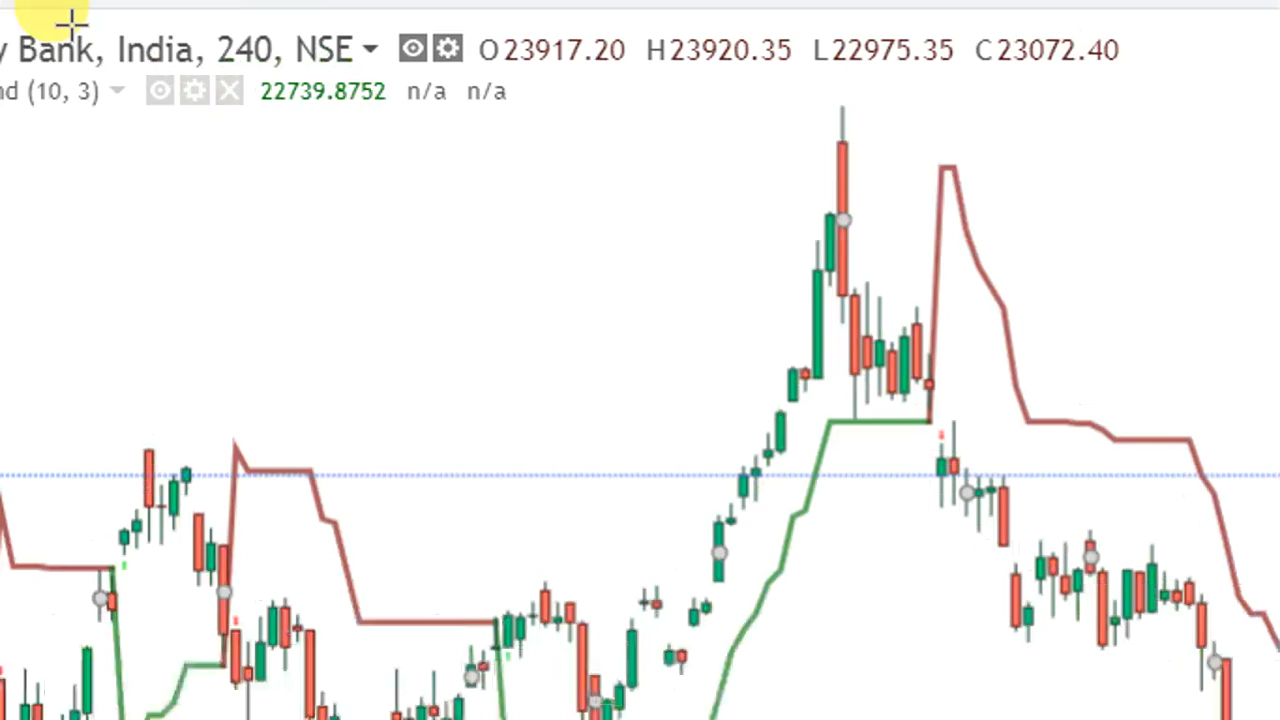 y Bank, India, 240, NSE O23917.20 H23920.35 L22975.35 C23072.40
nd (10, 3) 22739.8752 n/a n/a